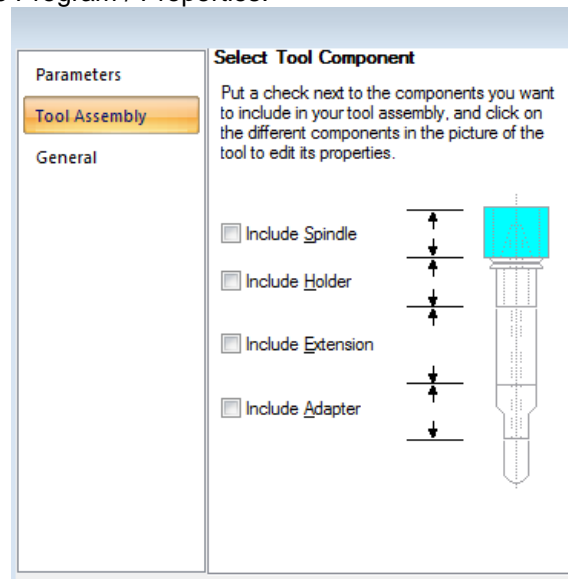 Program / Properties.
Parameters
Tool Assembly
General
Select Tool Component
Put a check next to the components you want
to include in your tool assembly, and click on
the different components in the picture of the
tool to edit its properties.
Include Spindle
Include Holder
Include Extension
Include Adapter